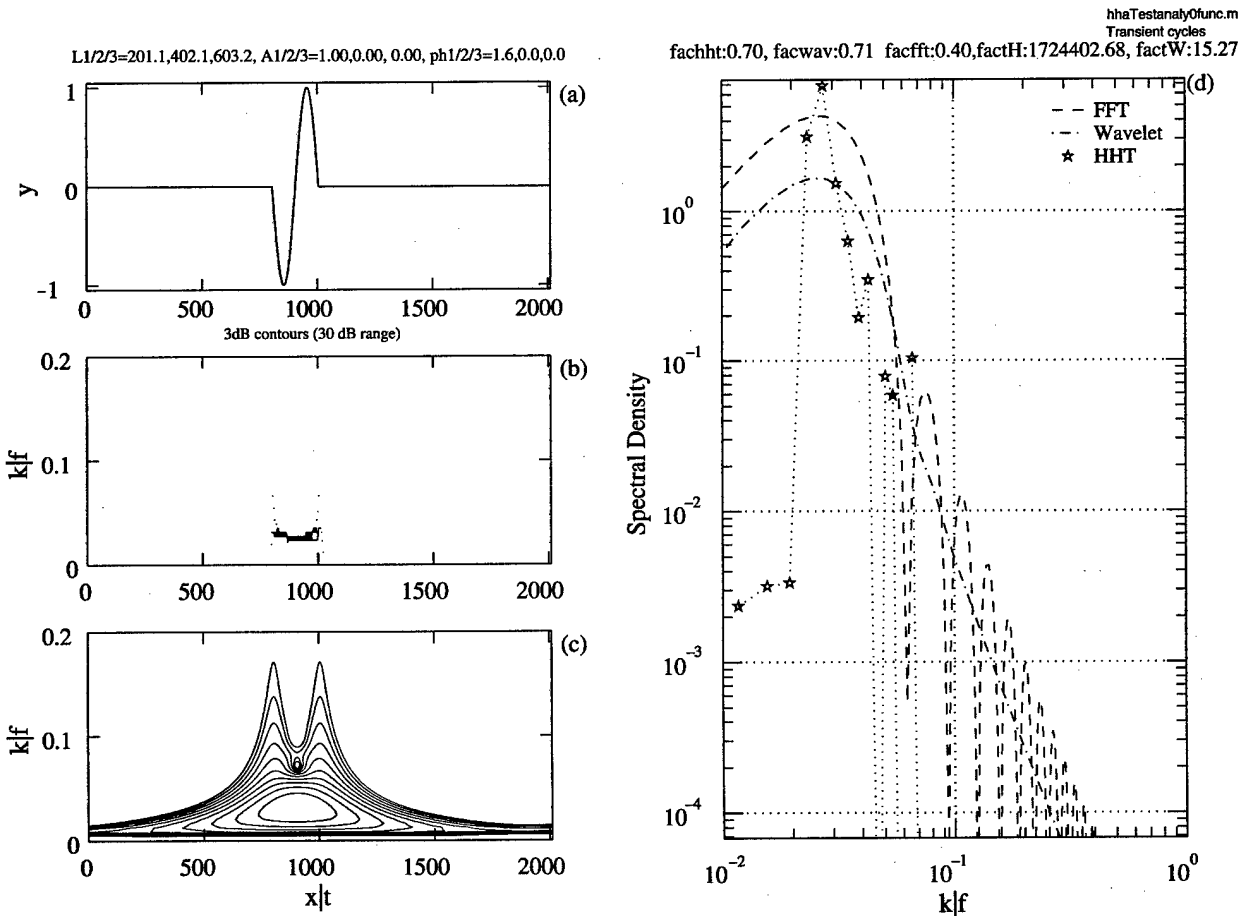 hhaTestanaly0func.m
Transient cycles
L1/2/3=201.1,402.1,603.2, A1/2/3=1.00,0.00, 0.00, ph1/2/3=1.6,0.0,0.0
fachht:0.70, facwav:0.71 facfft:0.40,factH:1724402.68, factW:15.27
(a)
1
0
−1
y
0 500 1000 1500 2000
3dB contours (30 dB range)
(b)
0.2
0.1
0
k|f
0 500 1000 1500 2000
(c)
0.2
0.1
0
k|f
0 500 1000 1500 2000
x|t
(d)
FFT
Wavelet
HHT
10^0
10^-1
10^-2
10^-3
10^-4
Spectral Density
10^-2 10^-1 10^0
k|f